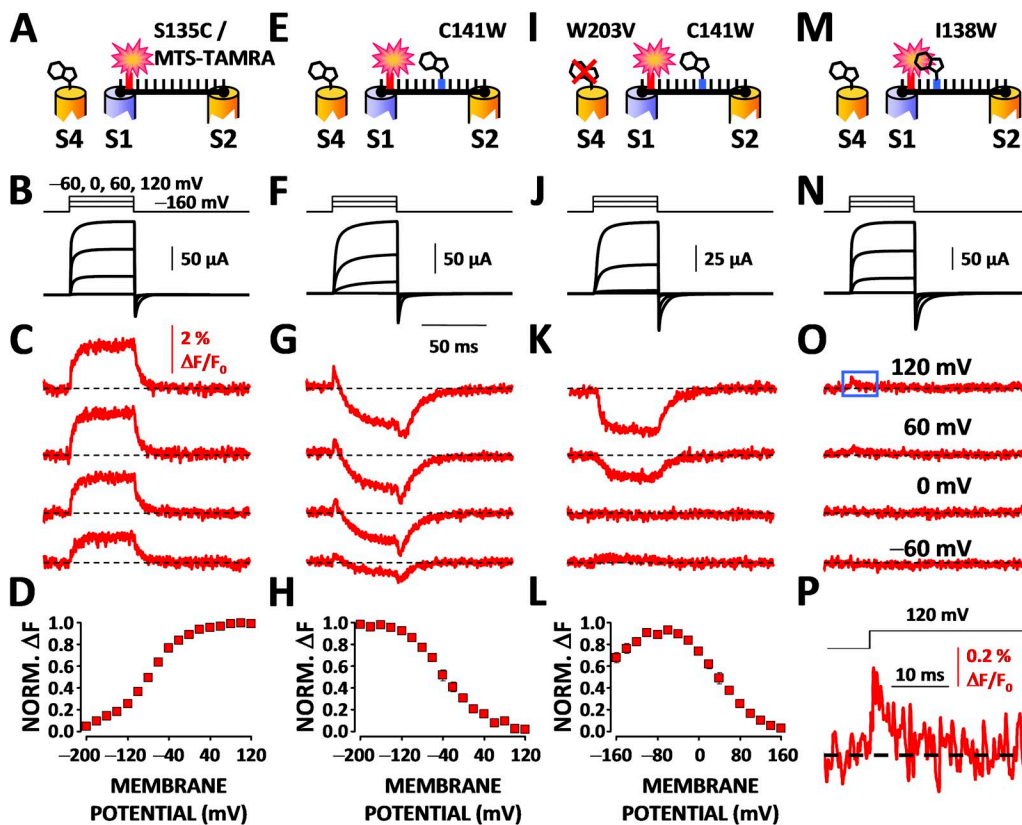 A
S135C /
MTS-TAMRA
S4
S1
S2
E
C141W
S4
S1
S2
I
W203V
C141W
S4
S1
S2
M
I138W
S4
S1
S2
B
−60, 0, 60, 120 mV
−160 mV
50 µA
F
50 µA
50 ms
J
25 µA
N
50 µA
C
2 %
ΔF/F0
G
K
O
120 mV
60 mV
0 mV
−60 mV
D
NORM. ΔF
1.0
0.8
0.6
0.4
0.2
0.0
−200
−120
−40
40
120
MEMBRANE
POTENTIAL (mV)
H
NORM. ΔF
1.0
0.8
0.6
0.4
0.2
0.0
−200
−120
−40
40
120
MEMBRANE
POTENTIAL (mV)
L
NORM. ΔF
1.0
0.8
0.6
0.4
0.2
0.0
−160
−80
0
80
160
MEMBRANE
POTENTIAL (mV)
P
120 mV
0.2 %
ΔF/F0
10 ms